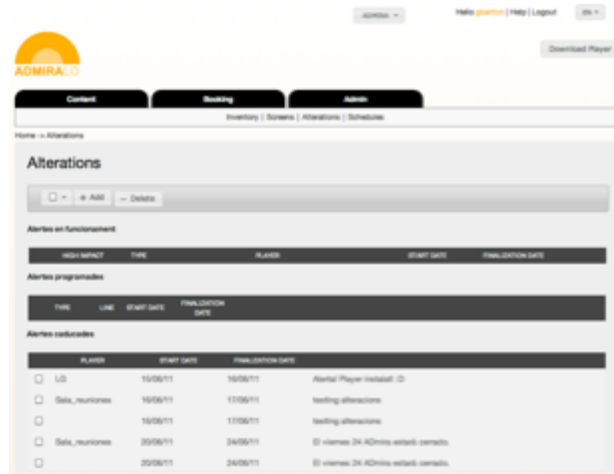 ADMIRA
Hello | Help | Logout
EN
Download Player
ADMIRALO
Content
Booking
Admin
Inventory | Screens | Alterations | Schedules
Home -> Alterations
Alterations
+ Add
— Delete
Alertes en funcionament
HIGH IMPACT TYPE PLAYER START DATE FINALIZATION DATE
Alertes programades
TYPE LINE START DATE FINALIZATION DATE
Alertes caducades
PLAYER START DATE FINALIZATION DATE
LG 15/06/11 16/06/11 Alerta! Player instalat! :D
Sala_reuniones 16/06/11 17/06/11 testing alteracions
16/06/11 17/06/11 testing alteracions
Sala_reuniones 20/06/11 24/06/11 El viernes 24 ADmira estará cerrado.
20/06/11 24/06/11 El viernes 24 ADmira estará cerrado.